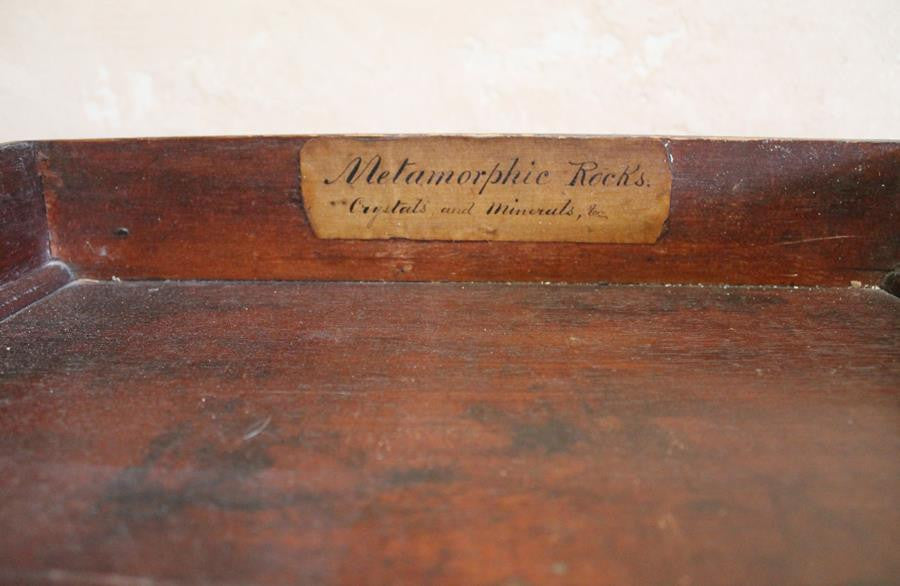 Metamorphic Rocks.
Crystals and Minerals, &c